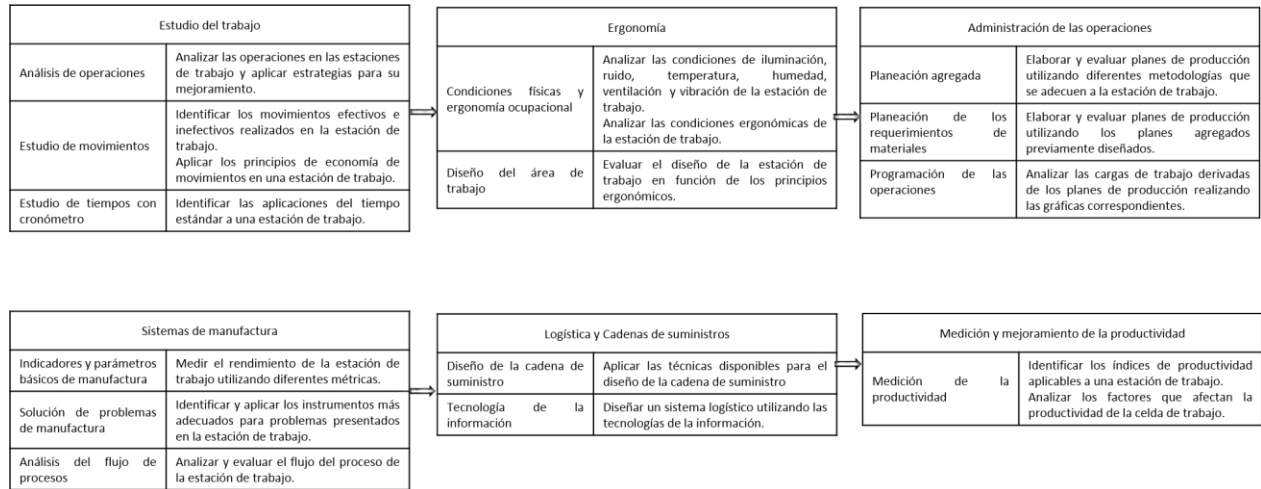 Estudio del trabajo
Análisis de operaciones
Analizar las operaciones en las estaciones
de trabajo y aplicar estrategias para su
mejoramiento.
Estudio de movimientos
Identificar los movimientos efectivos e
inefectivos realizados en la estación de
trabajo.
Aplicar los principios de economía de
movimientos en una estación de trabajo.
Estudio de tiempos con
cronómetro
Identificar las aplicaciones del tiempo
estándar a una estación de trabajo.
Ergonomía
Condiciones físicas y
ergonomía ocupacional
Analizar las condiciones de iluminación,
ruido, temperatura, humedad,
ventilación y vibración de la estación de
trabajo.
Analizar las condiciones ergonómicas de
la estación de trabajo.
Diseño del área de
trabajo
Evaluar el diseño de la estación de
trabajo en función de los principios
ergonómicos.
Administración de las operaciones
Planeación agregada
Elaborar y evaluar planes de producción
utilizando diferentes metodologías que
se adecuen a la estación de trabajo.
Planeación de los
requerimientos de
materiales
Elaborar y evaluar planes de producción
utilizando los planes agregados
previamente diseñados.
Programación de las
operaciones
Analizar las cargas de trabajo derivadas
de los planes de producción realizando
las gráficas correspondientes.
Sistemas de manufactura
Indicadores y parámetros
básicos de manufactura
Medir el rendimiento de la estación de
trabajo utilizando diferentes métricas.
Solución de problemas
de manufactura
Identificar y aplicar los instrumentos más
adecuados para problemas presentados
en la estación de trabajo.
Análisis del flujo de
procesos
Analizar y evaluar el flujo del proceso de
la estación de trabajo.
Logística y Cadenas de suministros
Diseño de la cadena de
suministro
Aplicar las técnicas disponibles para el
diseño de la cadena de suministro
Tecnología de la
información
Diseñar un sistema logístico utilizando las
tecnologías de la información.
Medición y mejoramiento de la productividad
Medición de la
productividad
Identificar los índices de productividad
aplicables a una estación de trabajo.
Analizar los factores que afectan la
productividad de la celda de trabajo.